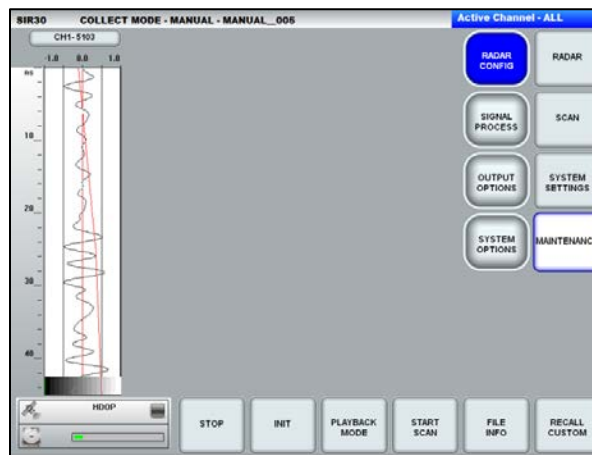 SIR30 COLLECT MODE - MANUAL - MANUAL__005 Active Channel - ALL
CH1- 5103
-1.0 0.0 1.0
ns
10
20
30
40
RADAR CONFIG
RADAR
SIGNAL PROCESS
SCAN
OUTPUT OPTIONS
SYSTEM SETTINGS
SYSTEM OPTIONS
MAINTENANC
HDOP
STOP
INIT
PLAYBACK MODE
START SCAN
FILE INFO
RECALL CUSTOM